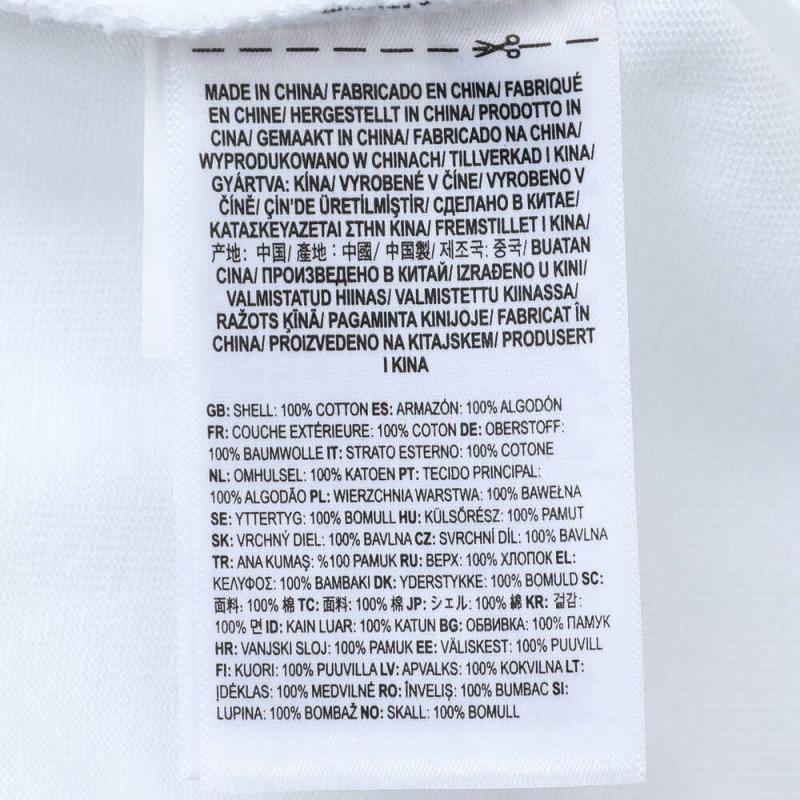 MADE IN CHINA/ FABRICADO EN CHINA/ FABRIQUÉ
EN CHINE/ HERGESTELLT IN CHINA/ PRODOTTO IN
CINA/ GEMAAKT IN CHINA/ FABRICADO NA CHINA/
WYPRODUKOWANO W CHINACH/ TILLVERKAD I KINA/
GYÁRTVA: KÍNA/ VYROBENÉ V ČÍNE/ VYROBENO V
ČÍNĚ/ ÇİN'DE ÜRETİLMİŞTİR/ СДЕЛАНО В КИТАЕ/
ΚΑΤΑΣΚΕΥΑΖΕΤΑΙ ΣΤΗΝ ΚΙΝΑ/ FREMSTILLET I KINA/
产地: 中国/ 產地: 中國/ 中国製/ 제조국: 중국/ BUATAN
CINA/ ПРОИЗВЕДЕНО В КИТАЙ/ IZRAĐENO U KINI/
VALMISTATUD HIINAS/ VALMISTETTU KIINASSA/
RAŽOTS ĶĪNĀ/ PAGAMINTA KINIJOJE/ FABRICAT ÎN
CHINA/ PROIZVEDENO NA KITAJSKEM/ PRODUSERT
I KINA
GB: SHELL: 100% COTTON ES: ARMAZÓN: 100% ALGODÓN
FR: COUCHE EXTÉRIEURE: 100% COTON DE: OBERSTOFF:
100% BAUMWOLLE IT: STRATO ESTERNO: 100% COTONE
NL: OMHULSEL: 100% KATOEN PT: TECIDO PRINCIPAL:
100% ALGODÃO PL: WIERZCHNIA WARSTWA: 100% BAWEŁNA
SE: YTTERTYG: 100% BOMULL HU: KÜLSŐRÉSZ: 100% PAMUT
SK: VRCHNÝ DIEL: 100% BAVLNA CZ: SVRCHNÍ DÍL: 100% BAVLNA
TR: ANA KUMAŞ: %100 PAMUK RU: ВЕРХ: 100% ХЛОПОК EL:
ΚΕΛΥΦΟΣ: 100% ΒΑΜΒΑΚΙ DK: YDERSTYKKE: 100% BOMULD SC:
面料: 100% 棉 TC: 面料: 100% 棉 JP: シェル: 100% 綿 KR: 겉감:
100% 면 ID: KAIN LUAR: 100% KATUN BG: ОБВИВКА: 100% ПАМУК
HR: VANJSKI SLOJ: 100% PAMUK EE: VÄLISKEST: 100% PUUVILL
FI: KUORI: 100% PUUVILLA LV: APVALKS: 100% KOKVILNA LT:
ĮDĖKLAS: 100% MEDVILNĖ RO: ÎNVELIȘ: 100% BUMBAC SI:
LUPINA: 100% BOMBAŽ NO: SKALL: 100% BOMULL